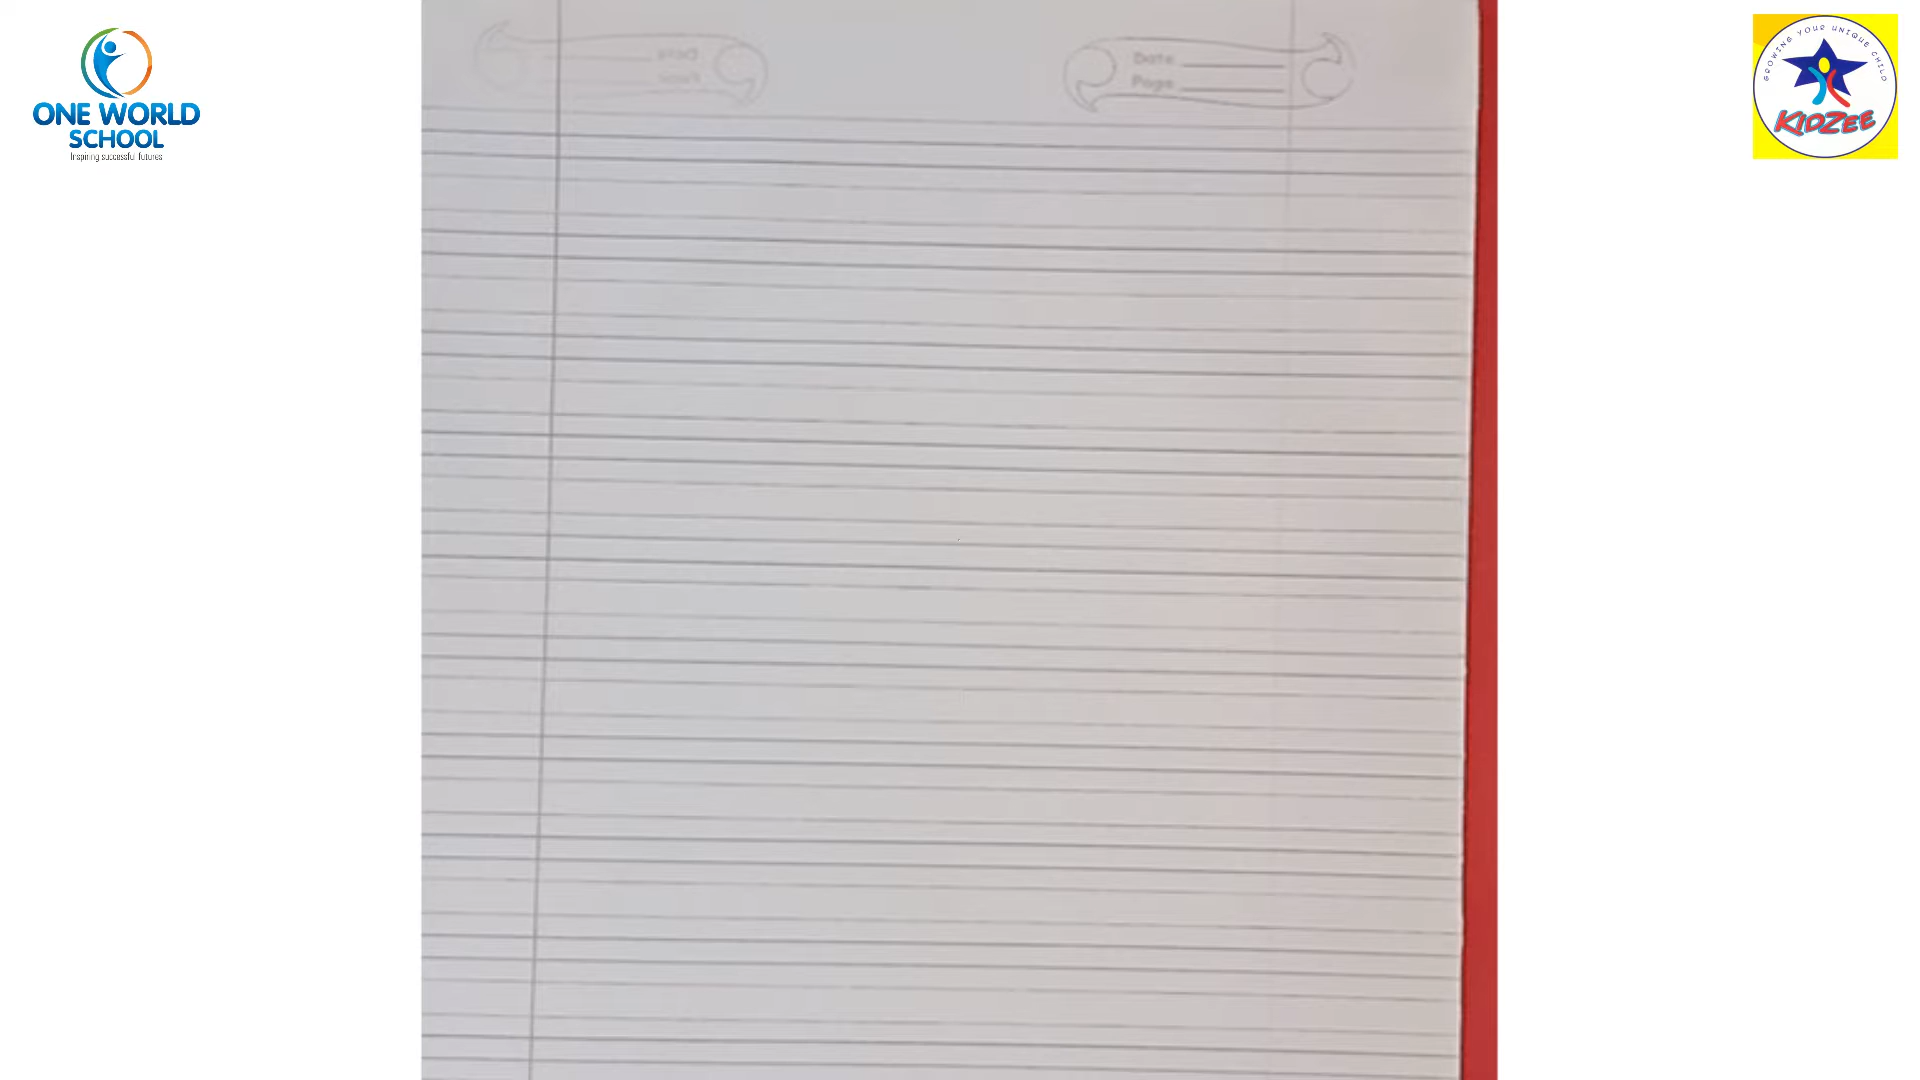 ONE WORLD
SCHOOL
Inspiring successful futures
Date
Page
GROWING YOUR UNIQUE CHILD
KIDZEE